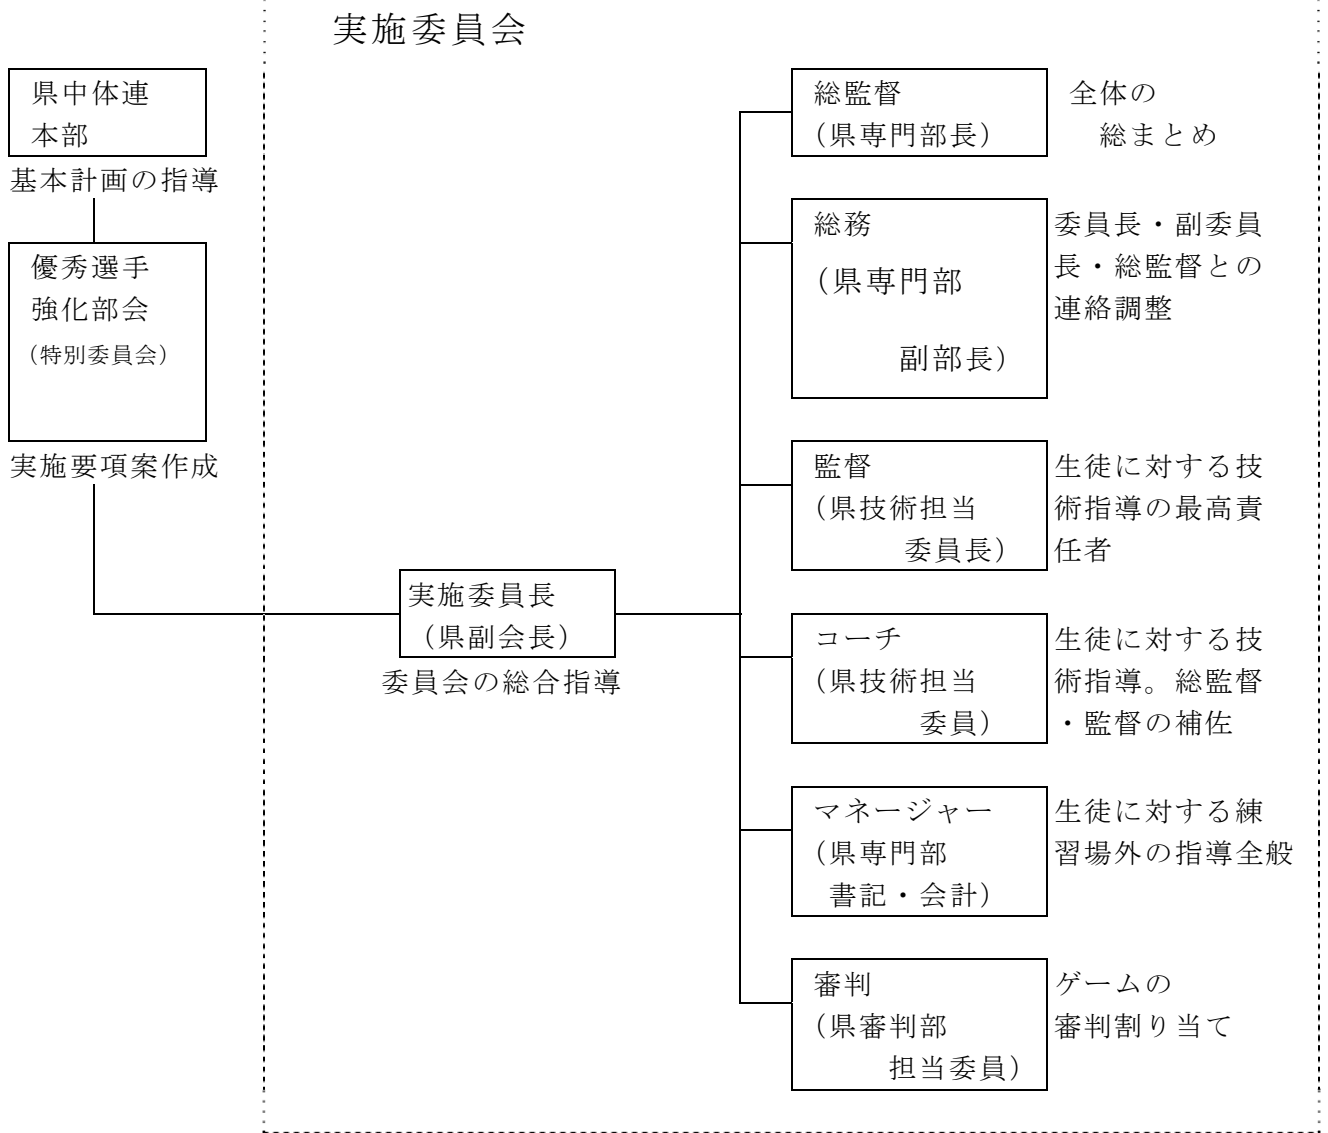 実施委員会
県中体連
本部
基本計画の指導
優秀選手
強化部会
（特別委員会）
実施要項案作成
実施委員長
（県副会長）
委員会の総合指導
総監督
（県専門部長）
全体の
総まとめ
総務
（県専門部
副部長）
委員長・副委員
長・総監督との
連絡調整
監督
（県技術担当
委員長）
生徒に対する技
術指導の最高責
任者
コーチ
（県技術担当
委員）
生徒に対する技
術指導。総監督
・監督の補佐
マネージャー
（県専門部
書記・会計）
生徒に対する練
習場外の指導全般
審判
（県審判部
担当委員）
ゲームの
審判割り当て